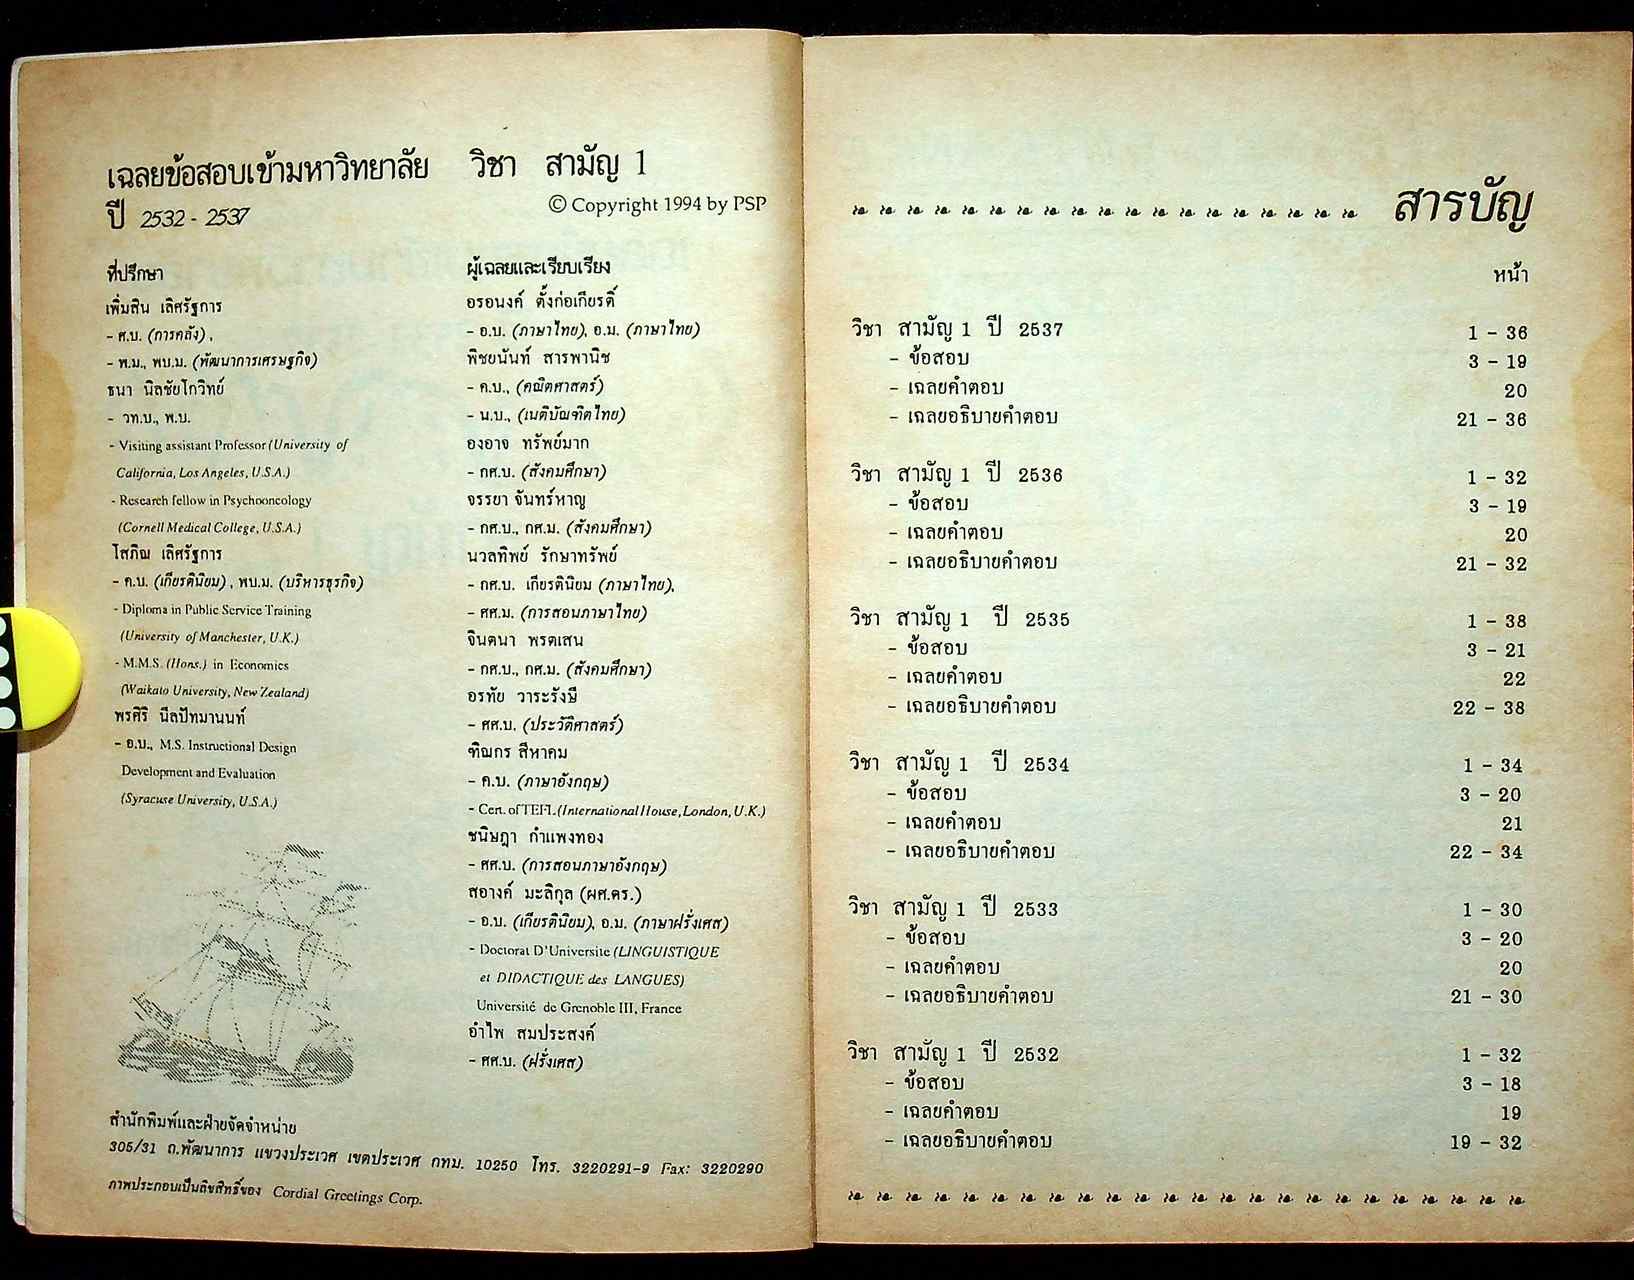 เฉลยข้อสอบเข้ามหาวิทยาลัย วิชา สามัญ 1
ปี 2532 - 2537
© Copyright 1994 by PSP
ที่ปรึกษา
เพิ่มสิน เลิศรัฐการ
- ศ.บ. (การคลัง),
- พ.ม., พบ.ม. (พัฒนาการเศรษฐกิจ)
ธนา นิลชัยโกวิทย์
- วท.บ., พ.บ.
- Visiting assistant Professor (University of
California, Los Angeles, U.S.A.)
- Research fellow in Psychooncology
(Cornell Medical College, U.S.A.)
โสภิณ เลิศรัฐการ
- ค.บ. (เกียรตินิยม), พบ.ม. (บริหารธุรกิจ)
- Diploma in Public Service Training
(University of Manchester, U.K.)
- M.M.S. (Hons.) in Economics
(Waikato University, New Zealand)
พรศิริ นีลปัทมานนท์
- อ.บ., M.S. Instructional Design
Development and Evaluation
(Syracuse University, U.S.A.)
ผู้เฉลยและเรียบเรียง
อรอนงค์ ตั้งก่อเกียรติ์
- อ.บ. (ภาษาไทย), อ.ม. (ภาษาไทย)
พิชยนันท์ สารพานิช
- ค.บ., (คณิตศาสตร์)
- น.บ., (เนติบัณฑิตไทย)
องอาจ ทรัพย์มาก
- กศ.บ. (สังคมศึกษา)
จรรยา จันทร์หาญ
- กศ.บ., กศ.ม. (สังคมศึกษา)
นวลทิพย์ รักษาทรัพย์
- กศ.บ. เกียรตินิยม (ภาษาไทย),
- ศศ.ม. (การสอนภาษาไทย)
จินตนา พรตเสน
- กศ.บ., กศ.ม. (สังคมศึกษา)
อรทัย วาระรังษี
- ศศ.บ. (ประวัติศาสตร์)
ทิฒกร สีหาคม
- ค.บ. (ภาษาอังกฤษ)
- Cert. of TEFL (International House, London, U.K.)
ชนิษฎา กำแพงทอง
- ศศ.บ. (การสอนภาษาอังกฤษ)
สอางค์ มะลิกุล (ผศ.ดร.)
- อ.บ. (เกียรตินิยม), อ.ม. (ภาษาฝรั่งเศส)
- Doctorat D'Universite (LINGUISTIQUE
et DIDACTIQUE des LANGUES)
Université de Grenoble III, France
อำไพ สมประสงค์
- ศศ.บ. (ฝรั่งเศส)
สำนักพิมพ์และฝ่ายจัดจำหน่าย
305/31 ถ.พัฒนาการ แขวงประเวศ เขตประเวศ กทม. 10250 โทร. 3220291-9 Fax: 3220290
ภาพประกอบเป็นลิขสิทธิ์ของ Cordial Greetings Corp.
สารบัญ
หน้า
วิชา สามัญ 1 ปี 2537 1 - 36
- ข้อสอบ 3 - 19
- เฉลยคำตอบ 20
- เฉลยอธิบายคำตอบ 21 - 36
วิชา สามัญ 1 ปี 2536 1 - 32
- ข้อสอบ 3 - 19
- เฉลยคำตอบ 20
- เฉลยอธิบายคำตอบ 21 - 32
วิชา สามัญ 1 ปี 2535 1 - 38
- ข้อสอบ 3 - 21
- เฉลยคำตอบ 22
- เฉลยอธิบายคำตอบ 22 - 38
วิชา สามัญ 1 ปี 2534 1 - 34
- ข้อสอบ 3 - 20
- เฉลยคำตอบ 21
- เฉลยอธิบายคำตอบ 22 - 34
วิชา สามัญ 1 ปี 2533 1 - 30
- ข้อสอบ 3 - 20
- เฉลยคำตอบ 20
- เฉลยอธิบายคำตอบ 21 - 30
วิชา สามัญ 1 ปี 2532 1 - 32
- ข้อสอบ 3 - 18
- เฉลยคำตอบ 19
- เฉลยอธิบายคำตอบ 19 - 32